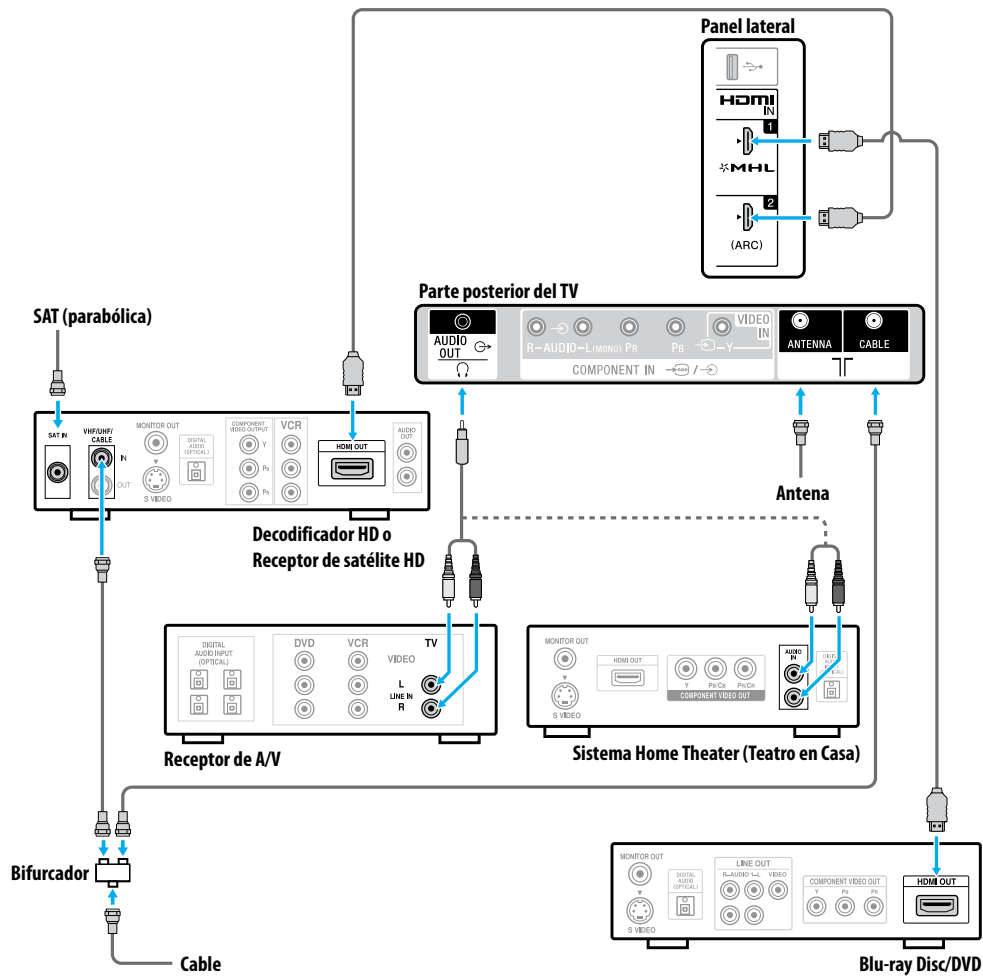 Panel lateral
HDMI
IN
1
MHL
2
(ARC)
Parte posterior del TV
AUDIO
OUT
R-AUDIO-L(MONO) PR PB Y
VIDEO
IN
COMPONENT IN
ANTENNA
CABLE
SAT (parabólica)
SAT IN
VHF/UHF/
CABLE
IN
OUT
MONITOR OUT
S VIDEO
DIGITAL
AUDIO
(OPTICAL)
COMPONENT
VIDEO OUTPUT
Y
PB
PR
VCR
HDMI OUT
AUDIO
OUT
Antena
Decodificador HD o
Receptor de satélite HD
DIGITAL
AUDIO INPUT
(OPTICAL)
DVD
VCR
TV
VIDEO
L
LINE IN
R
Receptor de A/V
MONITOR OUT
S VIDEO
HDMI OUT
Y PB/CB PR/CR
COMPONENT VIDEO OUT
AUDIO
IN
DIGITAL
AUDIO
(OPTICAL)
Sistema Home Theater (Teatro en Casa)
Bifurcador
Cable
MONITOR OUT
S VIDEO
DIGITAL
AUDIO
(OPTICAL)
LINE OUT
R-AUDIO 1-L VIDEO
COMPONENT VIDEO OUT
Y PB PR
HDMI OUT
Blu-ray Disc/DVD